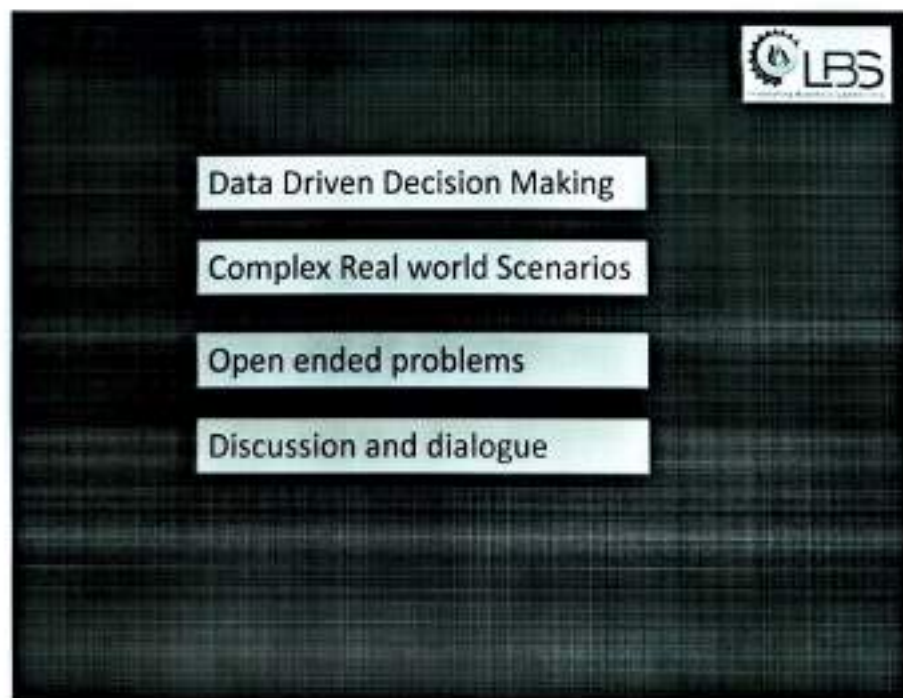 LBS
Data Driven Decision Making
Complex Real world Scenarios
Open ended problems
Discussion and dialogue